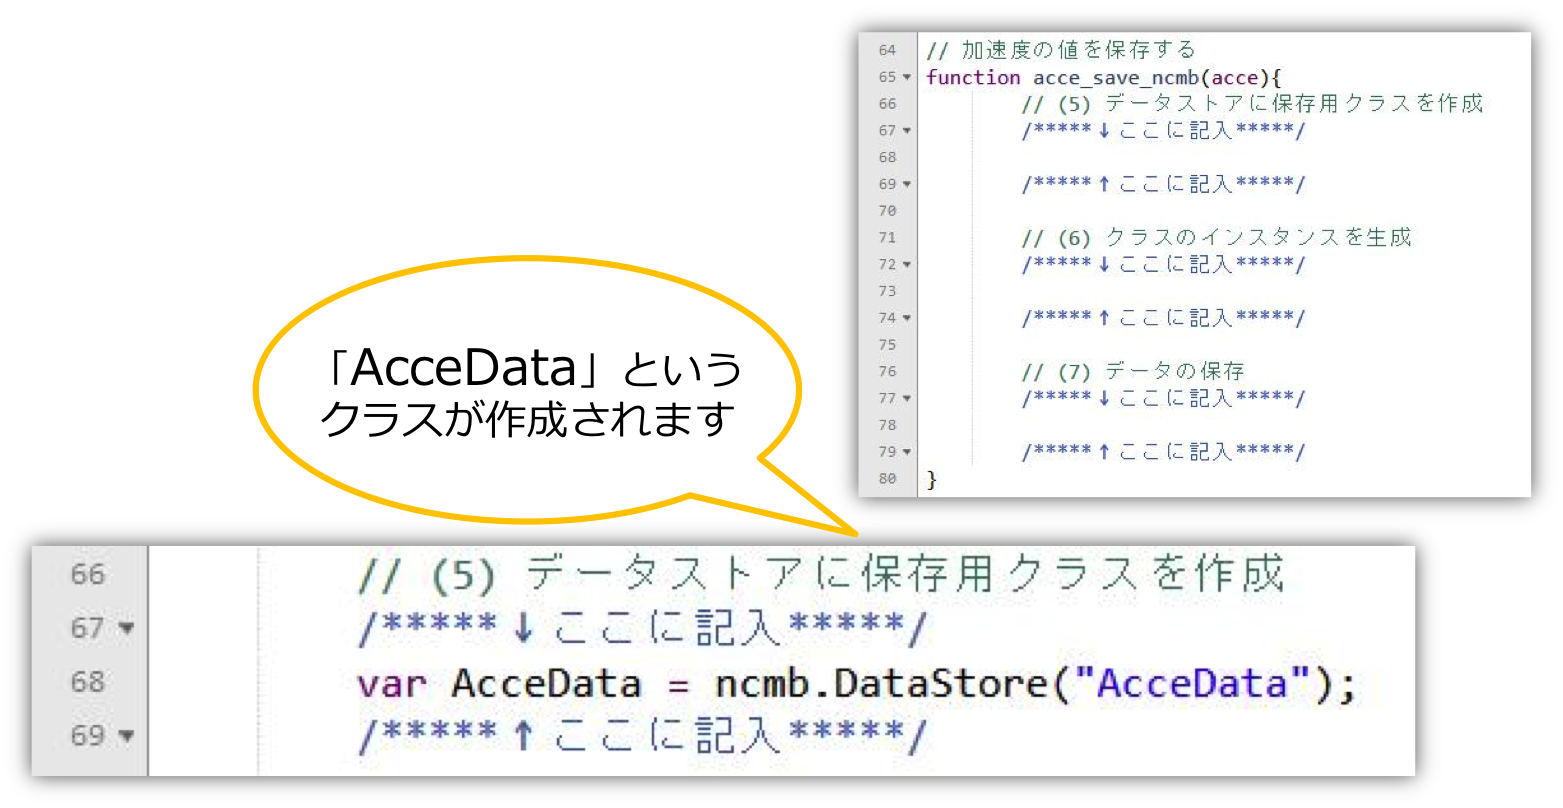 64 // 加速度の値を保存する
65 function acce_save_ncmb(acce){
66 // (5) データストアに保存用クラスを作成
67 /*****↓ここに記入*****/
68
69 /*****↑ここに記入*****/
70
71 // (6) クラスのインスタンスを生成
72 /*****↓ここに記入*****/
73
74 /*****↑ここに記入*****/
75
76 // (7) データの保存
77 /*****↓ここに記入*****/
78
79 /*****↑ここに記入*****/
80 }
「AcceData」という
クラスが作成されます
66 // (5) データストアに保存用クラスを作成
67 /*****↓ここに記入*****/
68 var AcceData = ncmb.DataStore("AcceData");
69 /*****↑ここに記入*****/